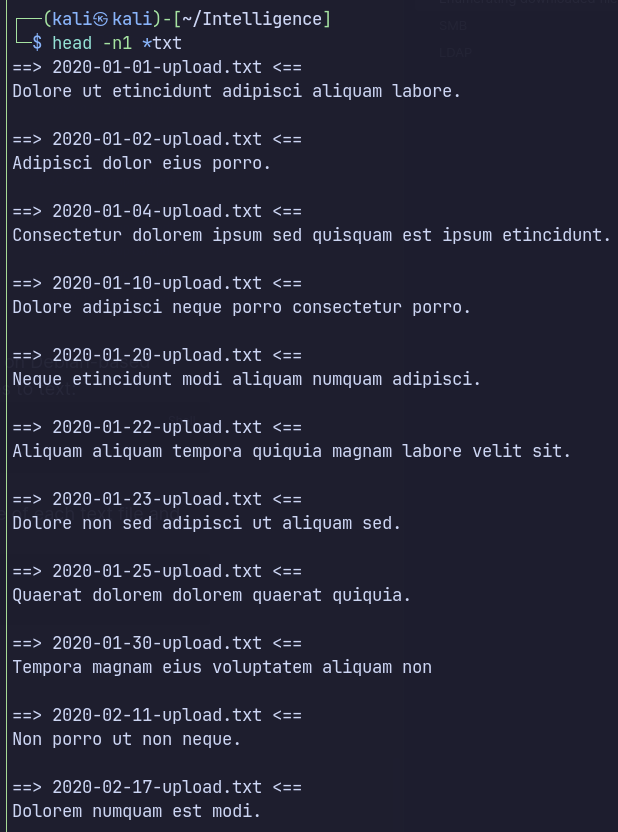 ┌──(kali㉿kali)-[~/Intelligence]
└─$ head -n1 *txt
==> 2020-01-01-upload.txt <==
Dolore ut etincidunt adipisci aliquam labore.
==> 2020-01-02-upload.txt <==
Adipisci dolor eius porro.
==> 2020-01-04-upload.txt <==
Consectetur dolorem ipsum sed quisquam est ipsum etincidunt.
==> 2020-01-10-upload.txt <==
Dolore adipisci neque porro consectetur porro.
==> 2020-01-20-upload.txt <==
Neque etincidunt modi aliquam numquam adipisci.
==> 2020-01-22-upload.txt <==
Aliquam aliquam tempora quiquia magnam labore velit sit.
==> 2020-01-23-upload.txt <==
Dolore non sed adipisci ut aliquam sed.
==> 2020-01-25-upload.txt <==
Quaerat dolorem dolorem quaerat quiquia.
==> 2020-01-30-upload.txt <==
Tempora magnam eius voluptatem aliquam non
==> 2020-02-11-upload.txt <==
Non porro ut non neque.
==> 2020-02-17-upload.txt <==
Dolorem numquam est modi.